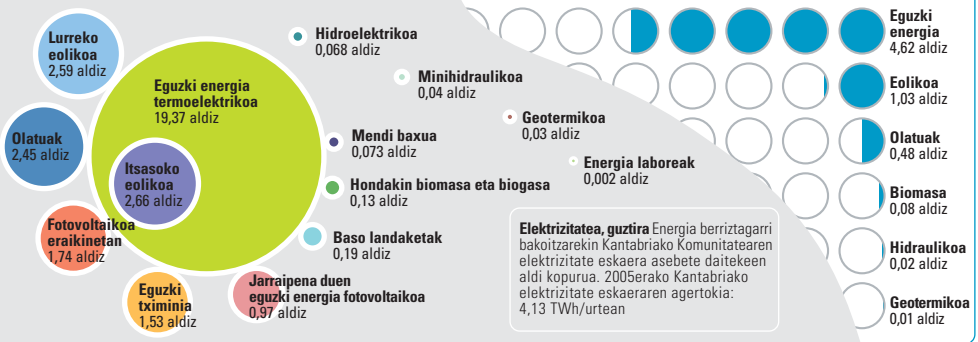 Lurreko
eolikoa
2,59 aldiz
Olatuak
2,45 aldiz
Fotovoltaikoa
eraikinetan
1,74 aldiz
Eguzki
tximinia
1,53 aldiz
Eguzki energia
termoelektrikoa
19,37 aldiz
Itsasoko
eolikoa
2,66 aldiz
Jarraipena duen
eguzki energia fotovoltaikoa
0,97 aldiz
Hidroelektrikoa
0,068 aldiz
Minihidraulikoa
0,04 aldiz
Geotermikoa
0,03 aldiz
Mendi baxua
0,073 aldiz
Energia laboreak
0,002 aldiz
Hondakin biomasa eta biogasa
0,13 aldiz
Baso landaketak
0,19 aldiz
Elektrizitatea, guztira Energia berriztagarri
bakoitzarekin Kantabriako Komunitatearen
elektrizitate eskaera asebete daitekeen
aldi kopurua. 2005erako Kantabriako
elektrizitate eskaeraren agertokia:
4,13 TWh/urtean
Eguzki
energia
4,62 aldiz
Eolikoa
1,03 aldiz
Olatuak
0,48 aldiz
Biomasa
0,08 aldiz
Hidraulikoa
0,02 aldiz
Geotermikoa
0,01 aldiz